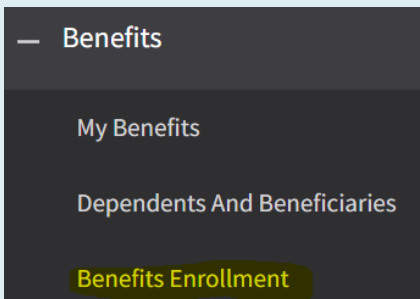 Benefits
My Benefits
Dependents And Beneficiaries
Benefits Enrollment